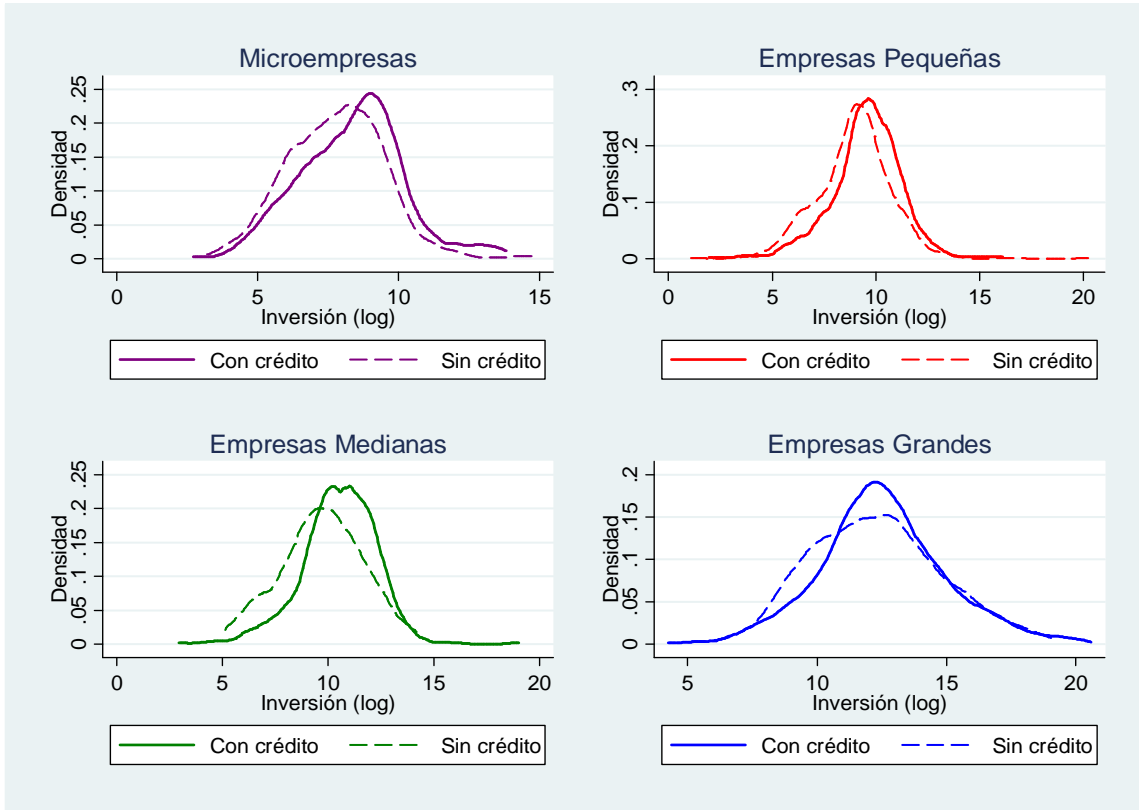 Microempresas
Densidad
0 .05 .1 .15 .2 .25
0 5 10 15
Inversión (log)
Con crédito Sin crédito
Empresas Pequeñas
Densidad
0 .1 .2 .3
0 5 10 15 20
Inversión (log)
Con crédito Sin crédito
Empresas Medianas
Densidad
0 .05 .1 .15 .2 .25
0 5 10 15 20
Inversión (log)
Con crédito Sin crédito
Empresas Grandes
Densidad
0 .05 .1 .15 .2
5 10 15 20
Inversión (log)
Con crédito Sin crédito